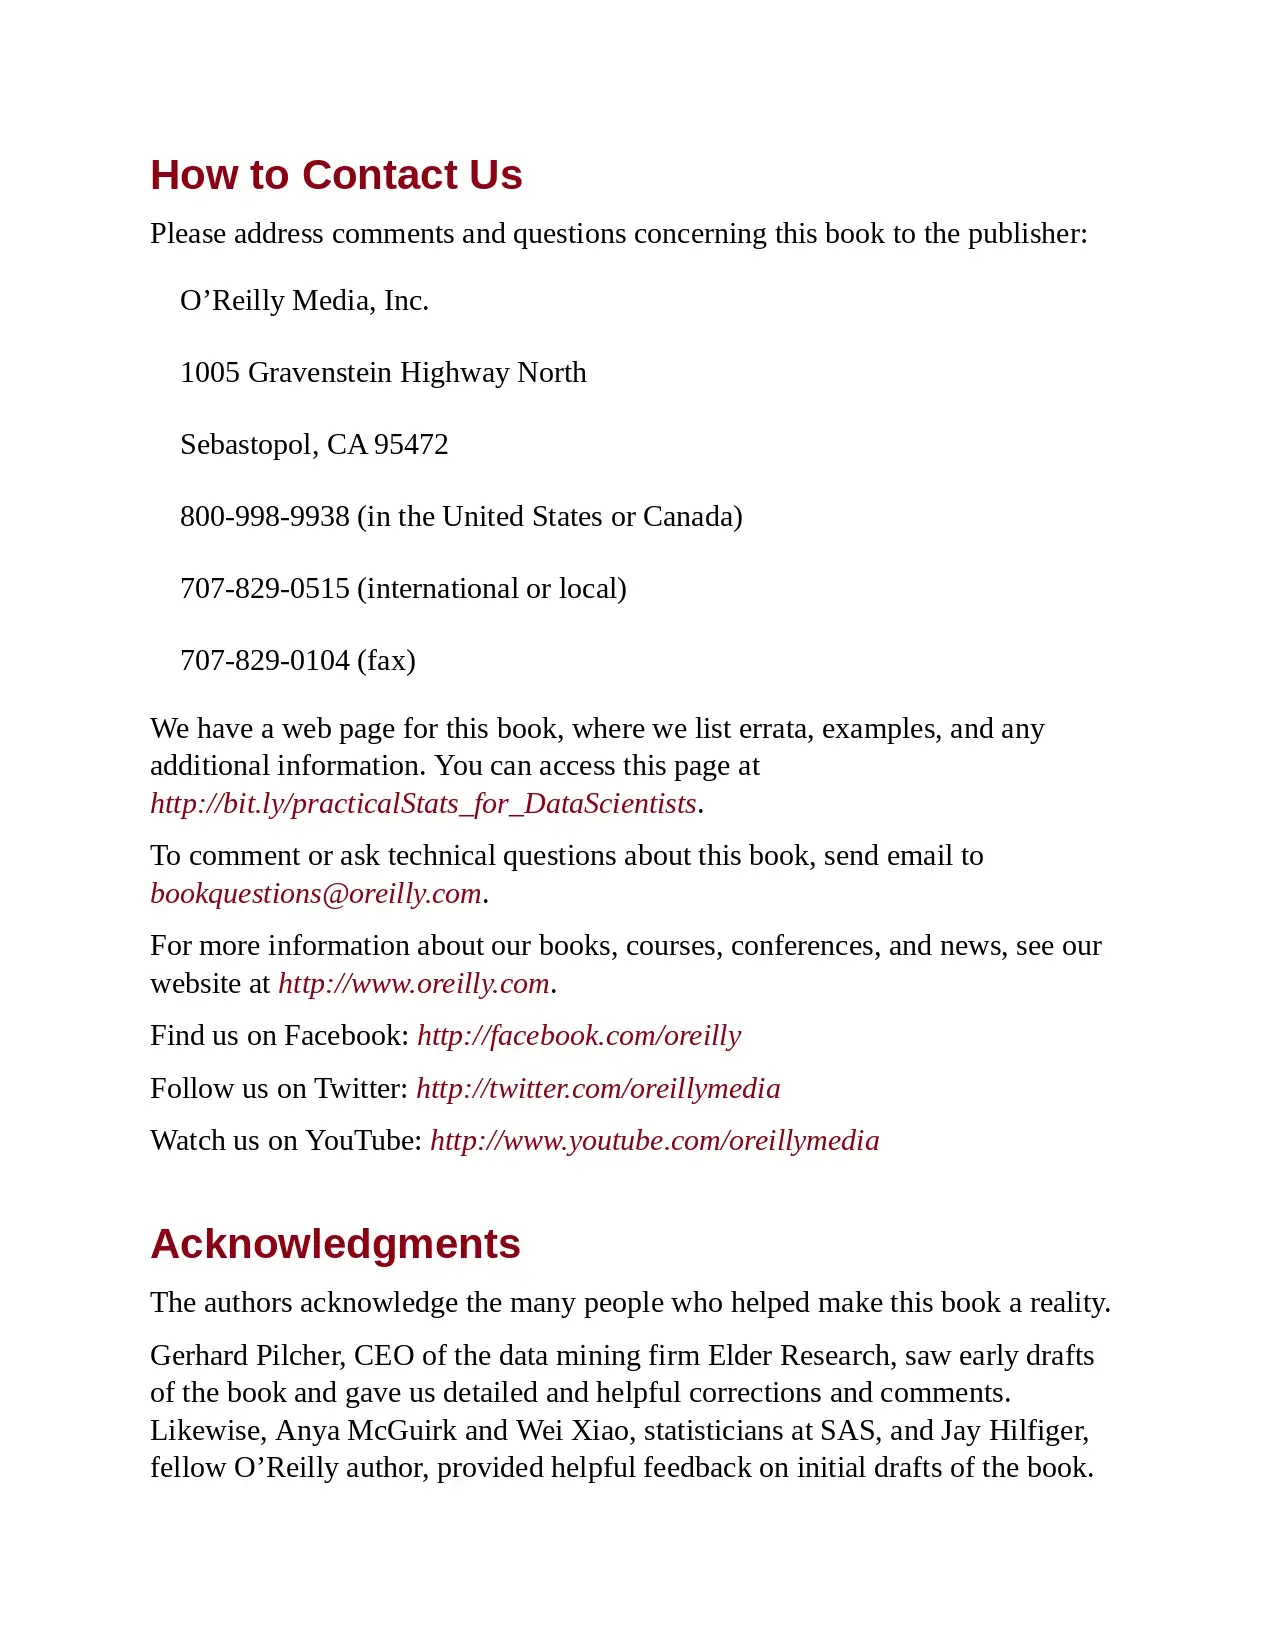 How to Contact Us
Please address comments and questions concerning this book to the publisher:
O’Reilly Media, Inc.
1005 Gravenstein Highway North
Sebastopol, CA 95472
800-998-9938 (in the United States or Canada)
707-829-0515 (international or local)
707-829-0104 (fax)
We have a web page for this book, where we list errata, examples, and any
additional information. You can access this page at
http://bit.ly/practicalStats_for_DataScientists.
To comment or ask technical questions about this book, send email to
bookquestions@oreilly.com.
For more information about our books, courses, conferences, and news, see our
website at http://www.oreilly.com.
Find us on Facebook: http://facebook.com/oreilly
Follow us on Twitter: http://twitter.com/oreillymedia
Watch us on YouTube: http://www.youtube.com/oreillymedia
Acknowledgments
The authors acknowledge the many people who helped make this book a reality.
Gerhard Pilcher, CEO of the data mining firm Elder Research, saw early drafts
of the book and gave us detailed and helpful corrections and comments.
Likewise, Anya McGuirk and Wei Xiao, statisticians at SAS, and Jay Hilfiger,
fellow O’Reilly author, provided helpful feedback on initial drafts of the book.